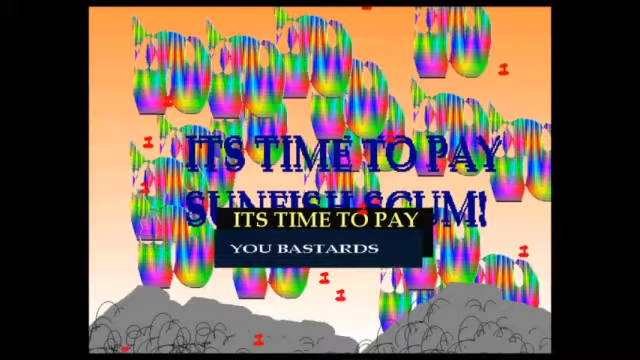 ITS TIME TO PAY
SUNFISH SCUM!
ITS TIME TO PAY
YOU BASTARDS